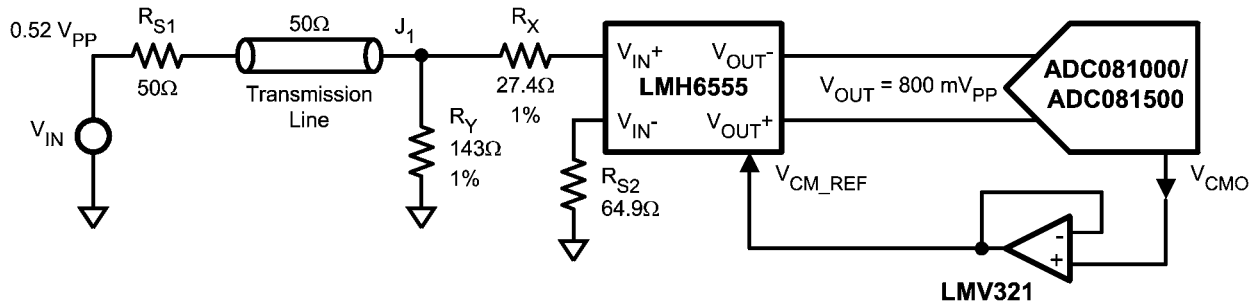 0.52 VPP
RS1
50Ω
50Ω
Transmission
Line
J1
RX
27.4Ω
1%
VIN
RY
143Ω
1%
RS2
64.9Ω
VIN+
VIN-
LMH6555
VOUT-
VOUT+
VOUT = 800 mVPP
ADC081000/
ADC081500
VCM_REF
VCMO
-
+
LMV321